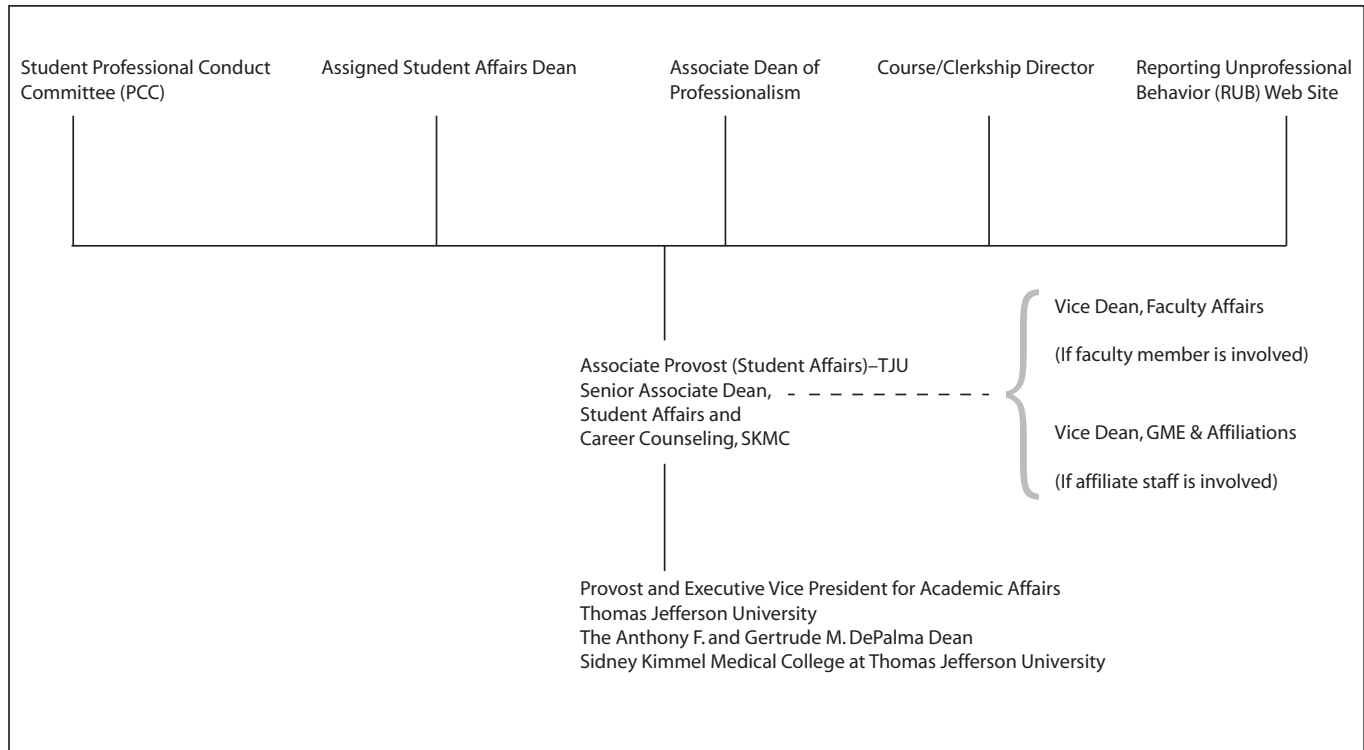 Student Professional Conduct
Committee (PCC)
Assigned Student Affairs Dean
Associate Dean of
Professionalism
Course/Clerkship Director
Reporting Unprofessional
Behavior (RUB) Web Site
Associate Provost (Student Affairs)–TJU
Senior Associate Dean,
Student Affairs and
Career Counseling, SKMC
Vice Dean, Faculty Affairs
(If faculty member is involved)
Vice Dean, GME & Affiliations
(If affiliate staff is involved)
Provost and Executive Vice President for Academic Affairs
Thomas Jefferson University
The Anthony F. and Gertrude M. DePalma Dean
Sidney Kimmel Medical College at Thomas Jefferson University